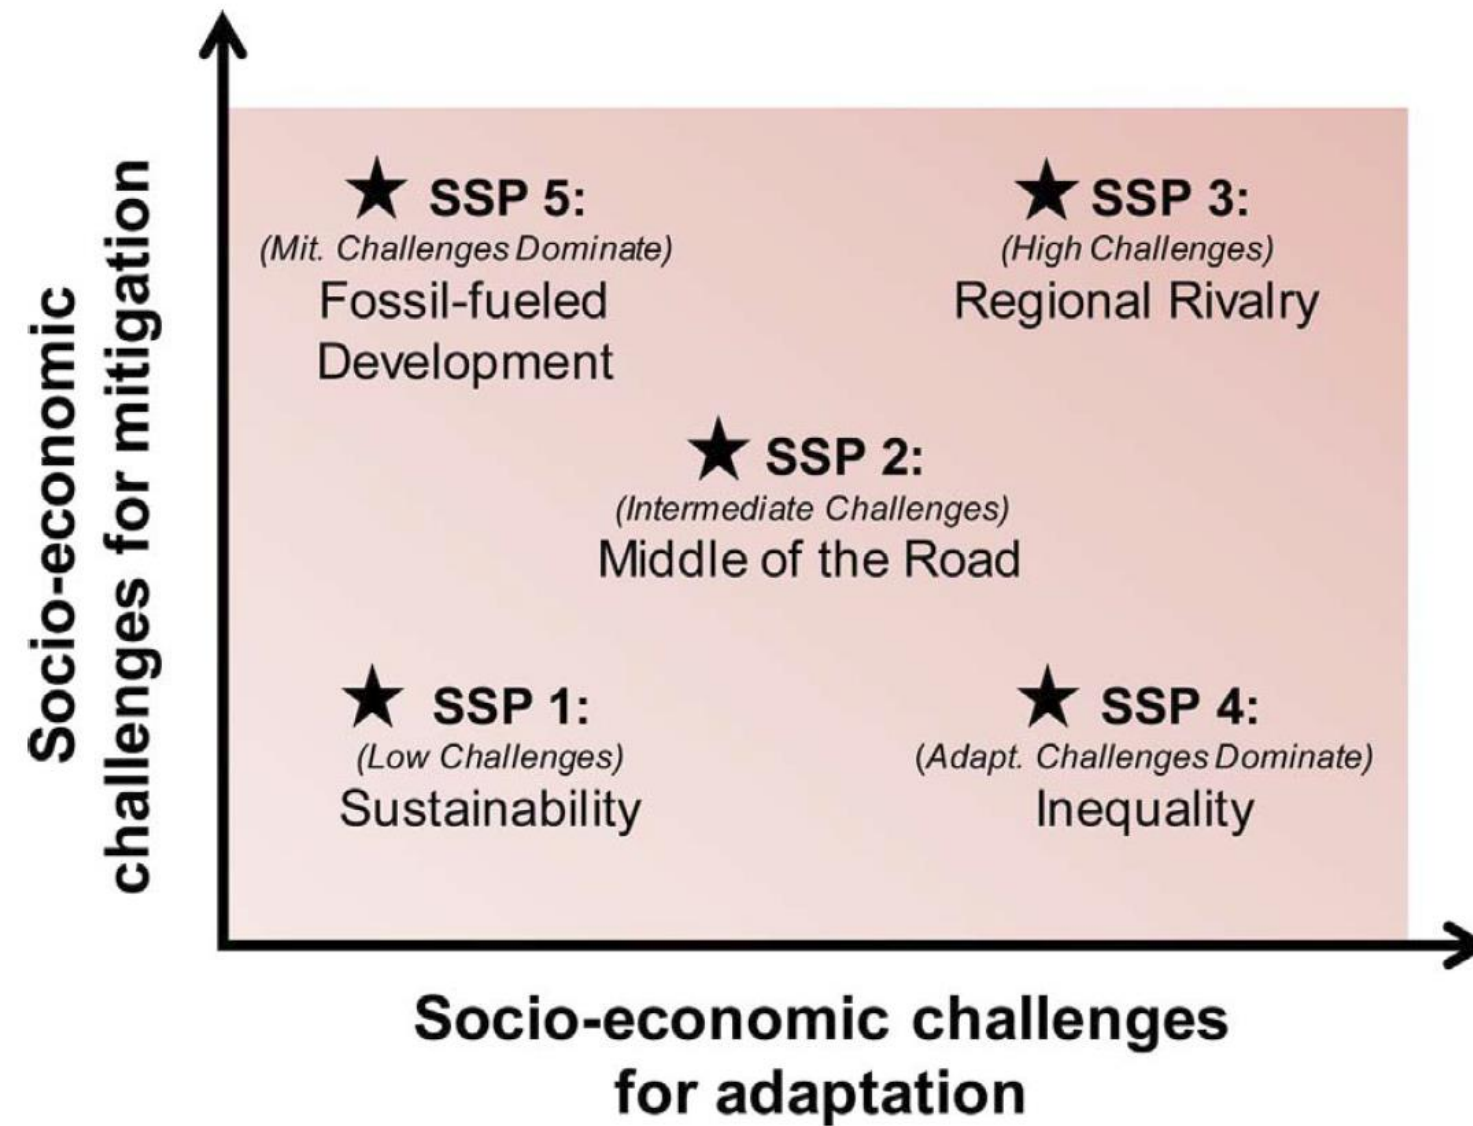 Socio-economic
challenges for mitigation
SSP 5:
(Mit. Challenges Dominate)
Fossil-fueled
Development
SSP 3:
(High Challenges)
Regional Rivalry
SSP 2:
(Intermediate Challenges)
Middle of the Road
SSP 1:
(Low Challenges)
Sustainability
SSP 4:
(Adapt. Challenges Dominate)
Inequality
Socio-economic challenges
for adaptation